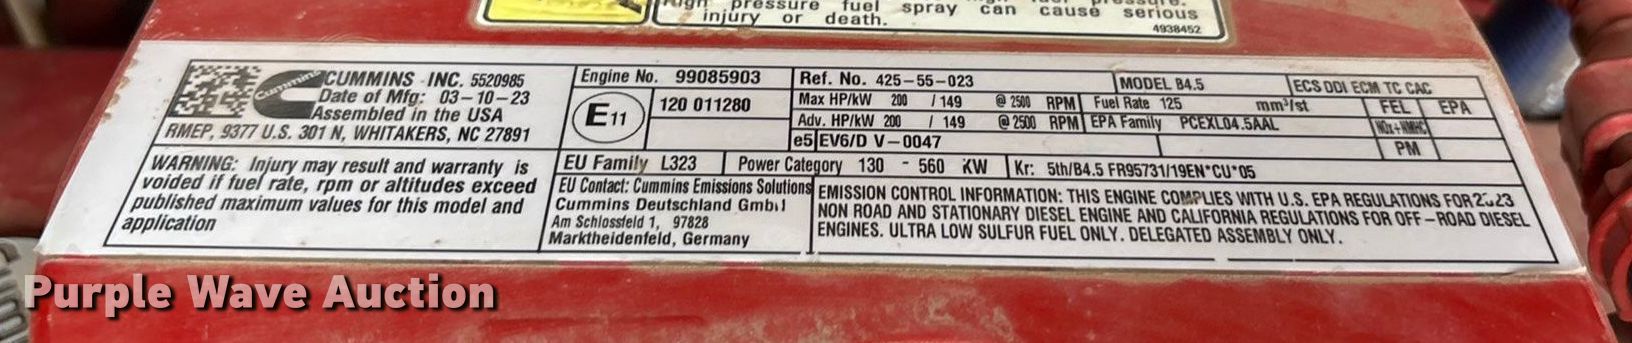 High pressure fuel spray can cause serious
injury or death.
4938452
Cummins
CUMMINS INC. 5520985
Date of Mfg: 03-10-23
Assembled in the USA
RMEP, 9377 U.S. 301 N, WHITAKERS, NC 27891
WARNING: Injury may result and warranty is
voided if fuel rate, rpm or altitudes exceed
published maximum values for this model and
application
Engine No. 99085903
E11
120 011280
Ref. No. 425-55-023
MODEL B4.5
ECS DDI ECM TC CAC
Max HP/kW 200 / 149 @ 2500 RPM
Fuel Rate 125 mm³/st
FEL EPA
Adv. HP/kW 200 / 149 @ 2500 RPM
EPA Family PCEXL04.5AAL
NOx+NMHC
e5 EV6/D V-0047
PM
EU Family L323
Power Category 130 - 560 KW
Kr: 5th/B4.5 FR95731/19EN*CU*05
EU Contact: Cummins Emissions Solutions
Cummins Deutschland GmbH
Am Schlossfeld 1, 97828
Marktheidenfeld, Germany
EMISSION CONTROL INFORMATION: THIS ENGINE COMPLIES WITH U.S. EPA REGULATIONS FOR 2023
NON ROAD AND STATIONARY DIESEL ENGINE AND CALIFORNIA REGULATIONS FOR OFF-ROAD DIESEL
ENGINES. ULTRA LOW SULFUR FUEL ONLY. DELEGATED ASSEMBLY ONLY.
Purple Wave Auction